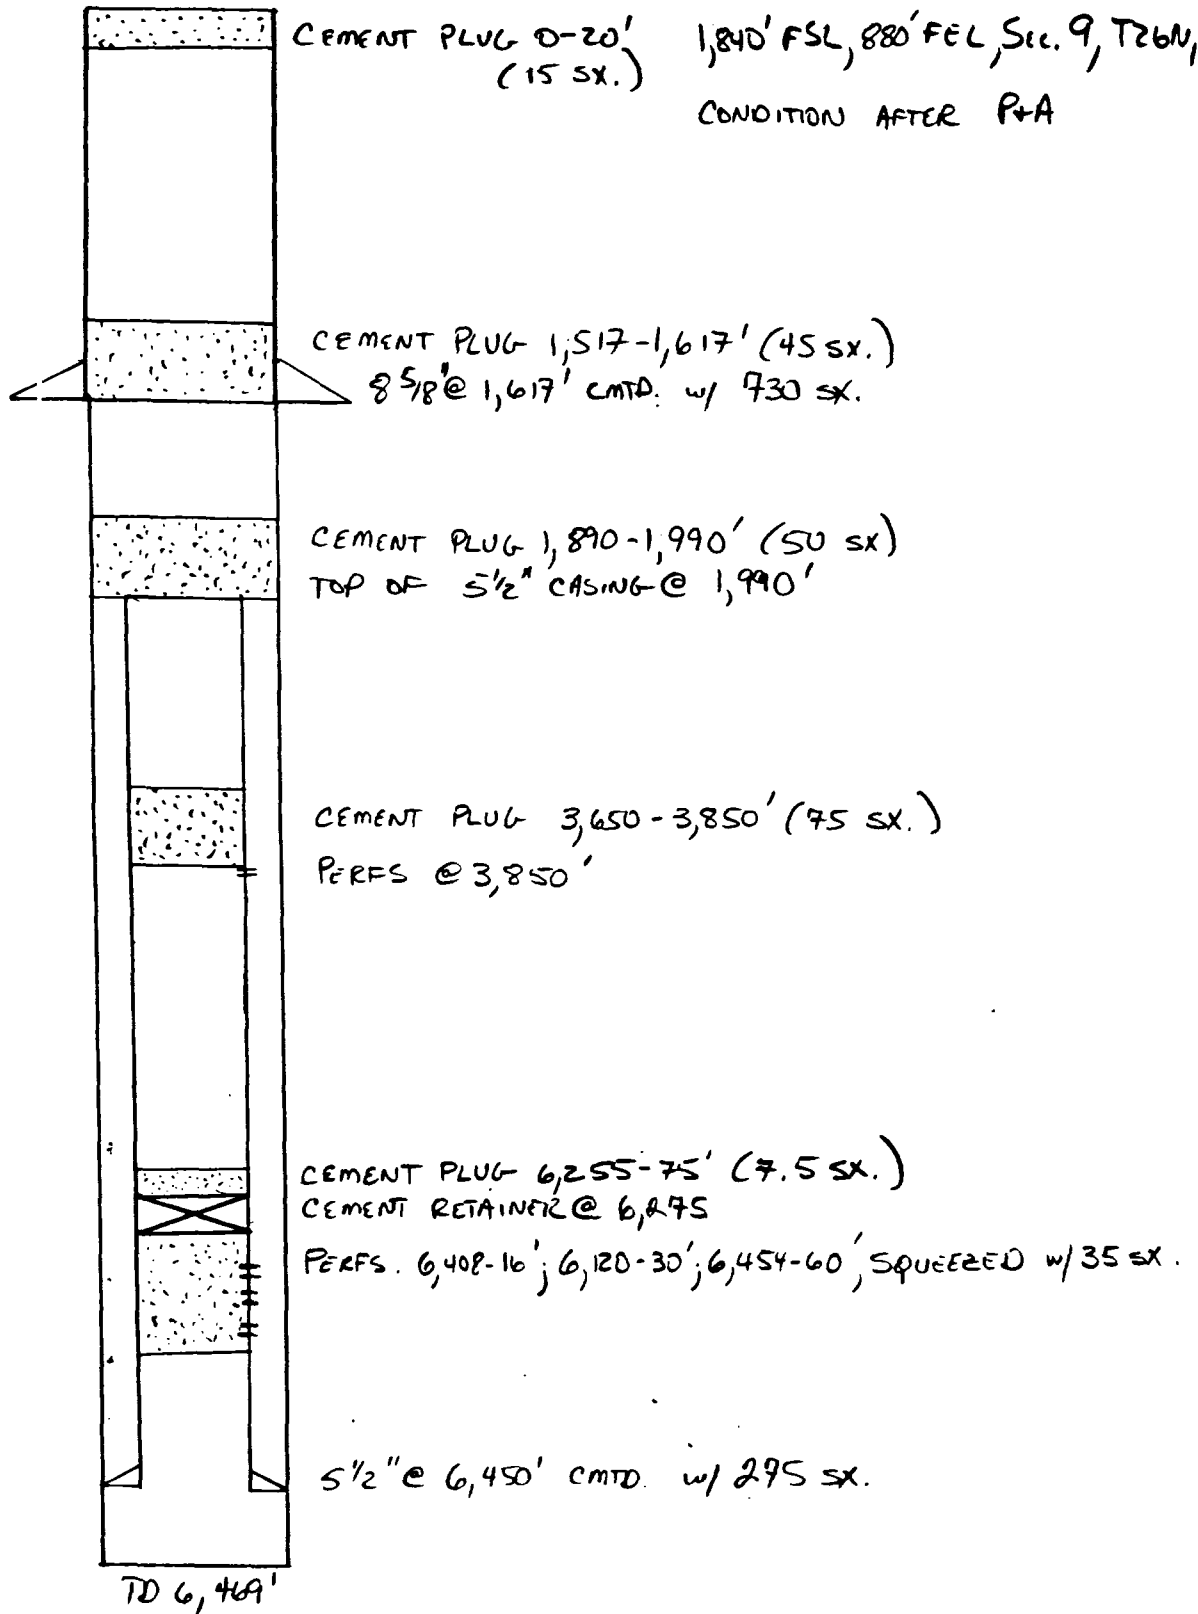 CEMENT PLUG 0-20'
(15 SX.)
1,840' FSL, 880' FEL, Sec. 9, T26N,
CONDITION AFTER P+A
CEMENT PLUG 1,517-1,617' (45 SX.)
8 5/8" @ 1,617' CMTD. w/ 730 SX.
CEMENT PLUG 1,890-1,990' (50 SX)
TOP OF 5 1/2" CASING @ 1,990'
CEMENT PLUG 3,650-3,850' (75 SX.)
PERFS @ 3,850'
CEMENT PLUG 6,255-75' (7.5 SX.)
CEMENT RETAINER @ 6,275
PERFS. 6,408-16'; 6,120-30'; 6,454-60', SQUEEZED w/ 35 SX.
5 1/2" @ 6,450' CMTD. w/ 275 SX.
TD 6,469'